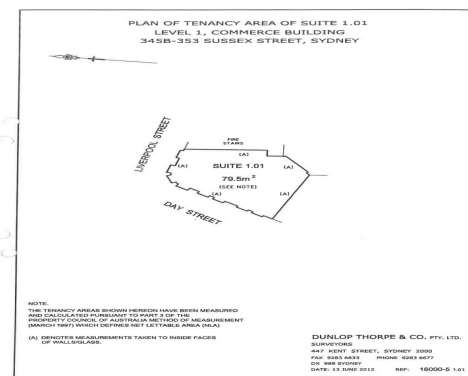 PLAN OF TENANCY AREA OF SUITE 1.01
LEVEL 1, COMMERCE BUILDING
345B-353 SUSSEX STREET, SYDNEY
LIVERPOOL STREET
FIRE
STAIRS
(A)
(A)
SUITE 1.01
(A)
79.5m²
(SEE NOTE)
(A)
(A)
DAY STREET
NOTE.
THE TENANCY AREAS SHOWN HEREON HAVE BEEN MEASURED
AND CALCULATED PURSUANT TO PART 3 OF THE
PROPERTY COUNCIL OF AUSTRALIA METHOD OF MEASUREMENT
(MARCH 1997) WHICH DEFINES NET LETTABLE AREA (NLA)
(A) DENOTES MEASUREMENTS TAKEN TO INSIDE FACES
OF WALLS/GLASS.
DUNLOP THORPE & CO. PTY. LTD.
SURVEYORS
447 KENT STREET, SYDNEY 2000
FAX 9283 6633 PHONE 9283 6677
DX 998 SYDNEY
DATE: 13 JUNE 2012 REF: 16000-5 1.01